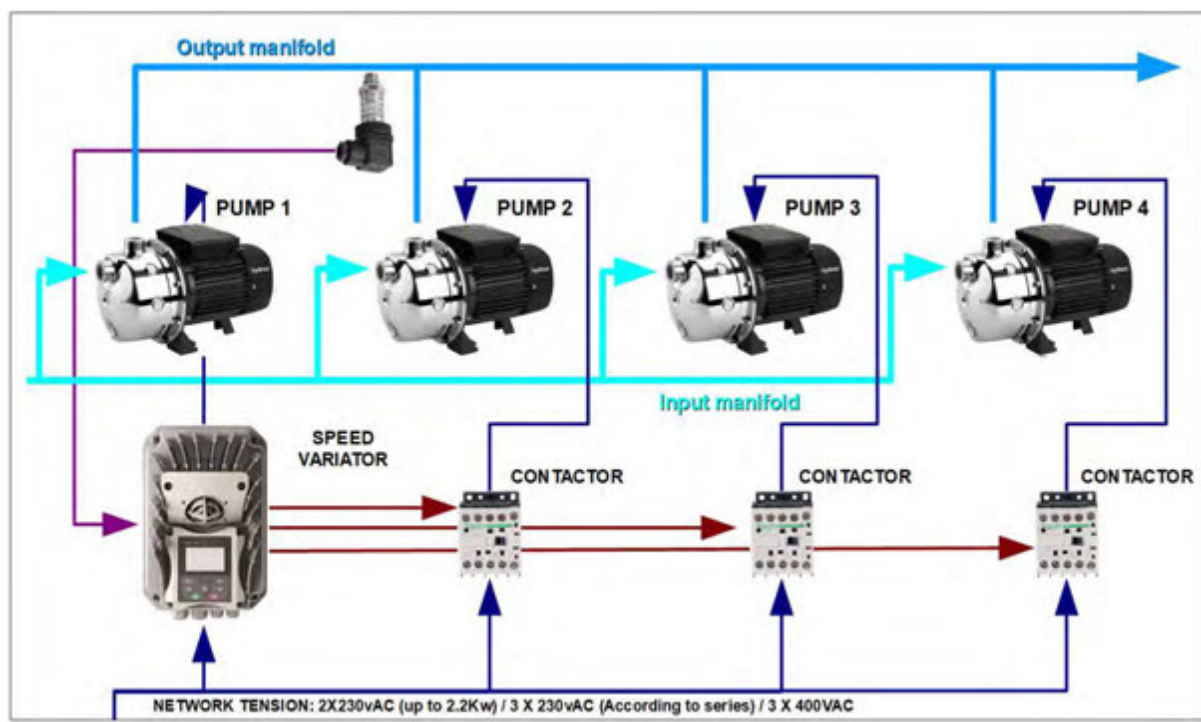 Output manifold
PUMP 1
PUMP 2
PUMP 3
PUMP 4
Input manifold
SPEED
VARIATOR
CONTACTOR
CONTACTOR
CONTACTOR
NETWORK TENSION: 2X230vAC (up to 2.2Kw) / 3 X 230vAC (According to series) / 3 X 400VAC